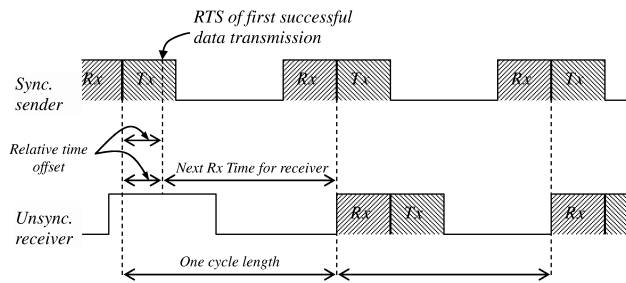 RTS of first successful
data transmission
Rx Tx Rx Tx Rx Tx
Sync.
sender
Relative time
offset
Next Rx Time for receiver
Rx Tx Rx
Unsync.
receiver
One cycle length